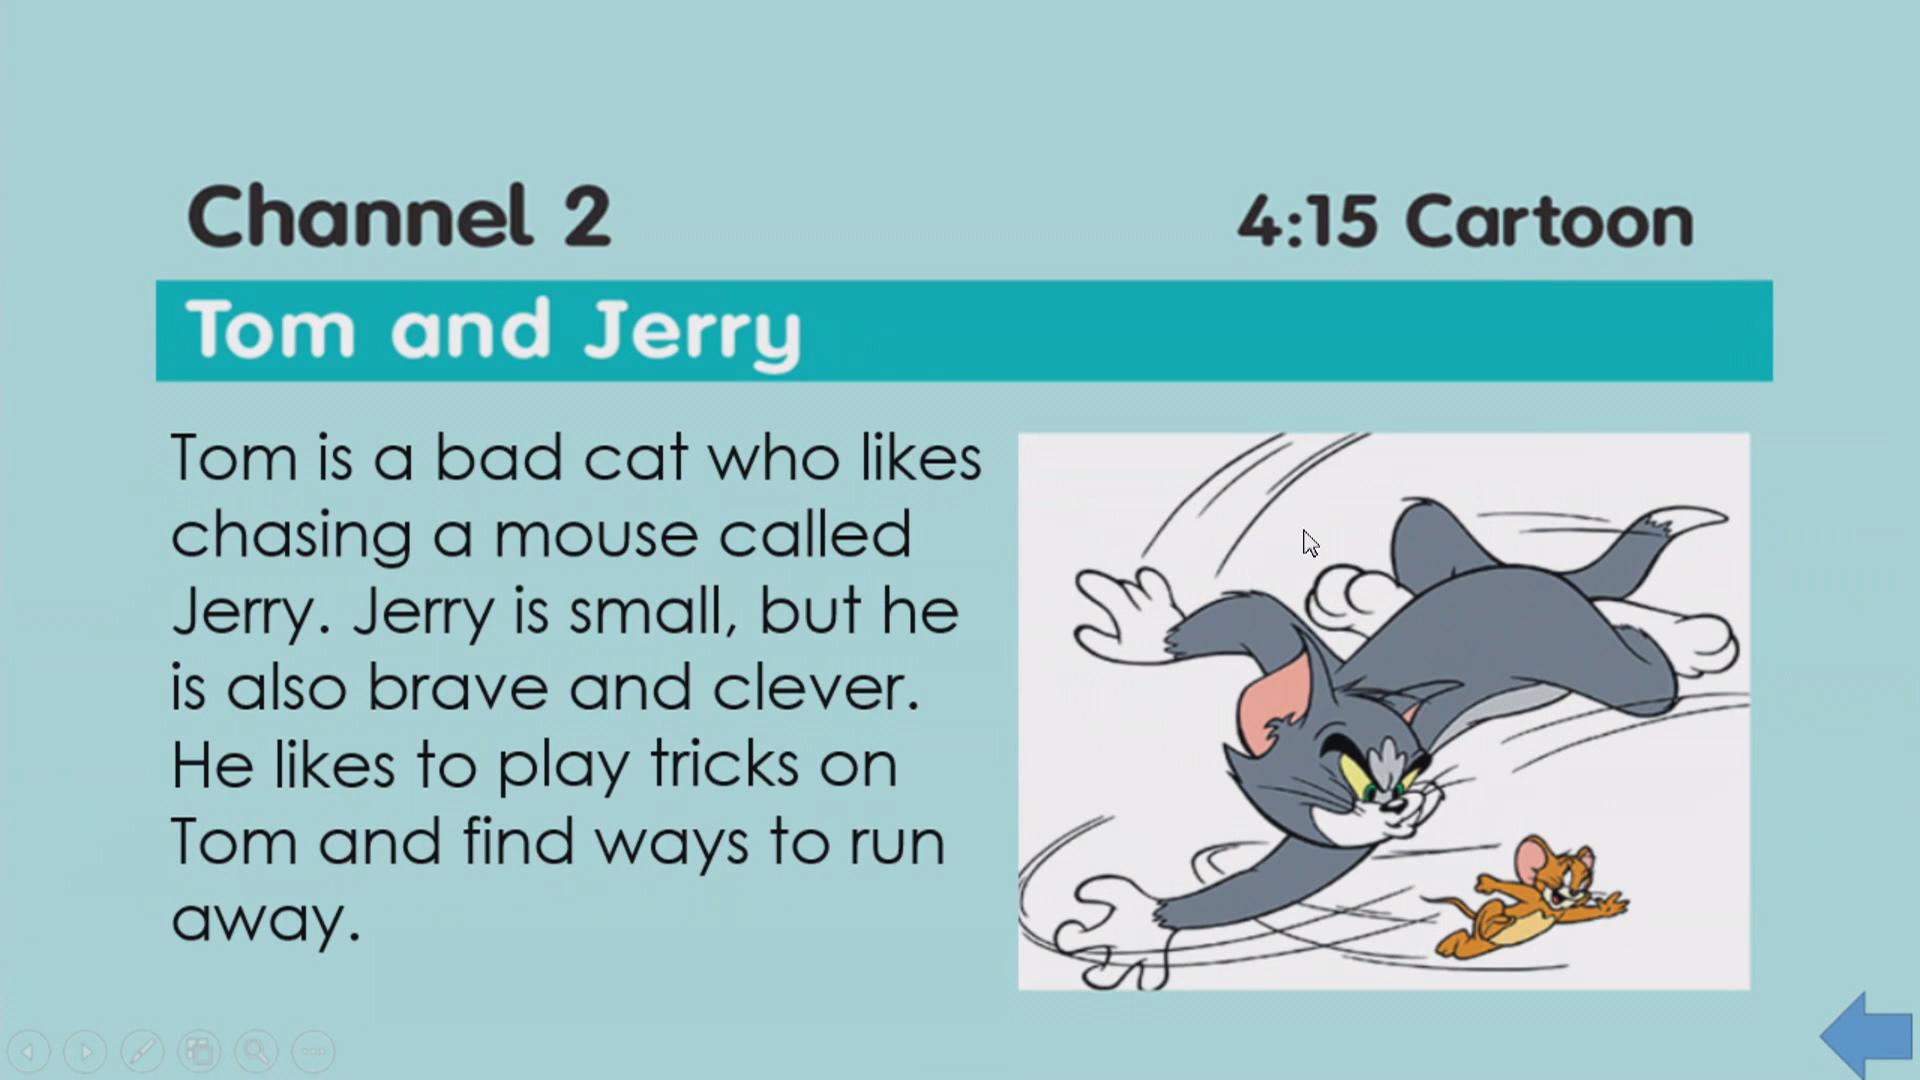 Channel 2
4:15 Cartoon
Tom and Jerry
Tom is a bad cat who likes
chasing a mouse called
Jerry. Jerry is small, but he
is also brave and clever.
He likes to play tricks on
Tom and find ways to run
away.